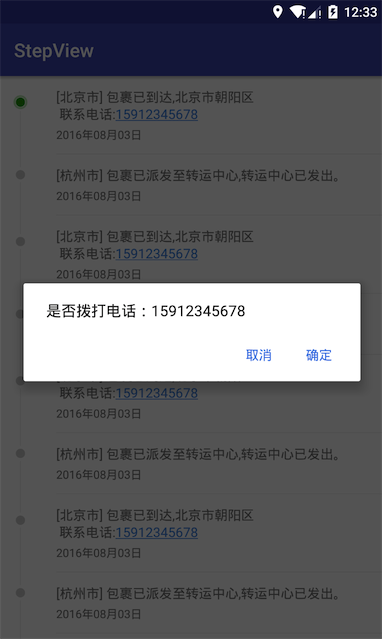 12:33
StepView
[北京市] 包裹已到达,北京市朝阳区
联系电话:15912345678
2016年08月03日
[杭州市] 包裹已派发至转运中心,转运中心已发出。
2016年08月03日
[北京市] 包裹已到达,北京市朝阳区
联系电话:15912345678
2016年08月03日
是否拨打电话：15912345678
取消 确定
联系电话:15912345678
2016年08月03日
[杭州市] 包裹已派发至转运中心,转运中心已发出。
2016年08月03日
[北京市] 包裹已到达,北京市朝阳区
联系电话:15912345678
2016年08月03日
[杭州市] 包裹已派发至转运中心,转运中心已发出。
2016年08月03日